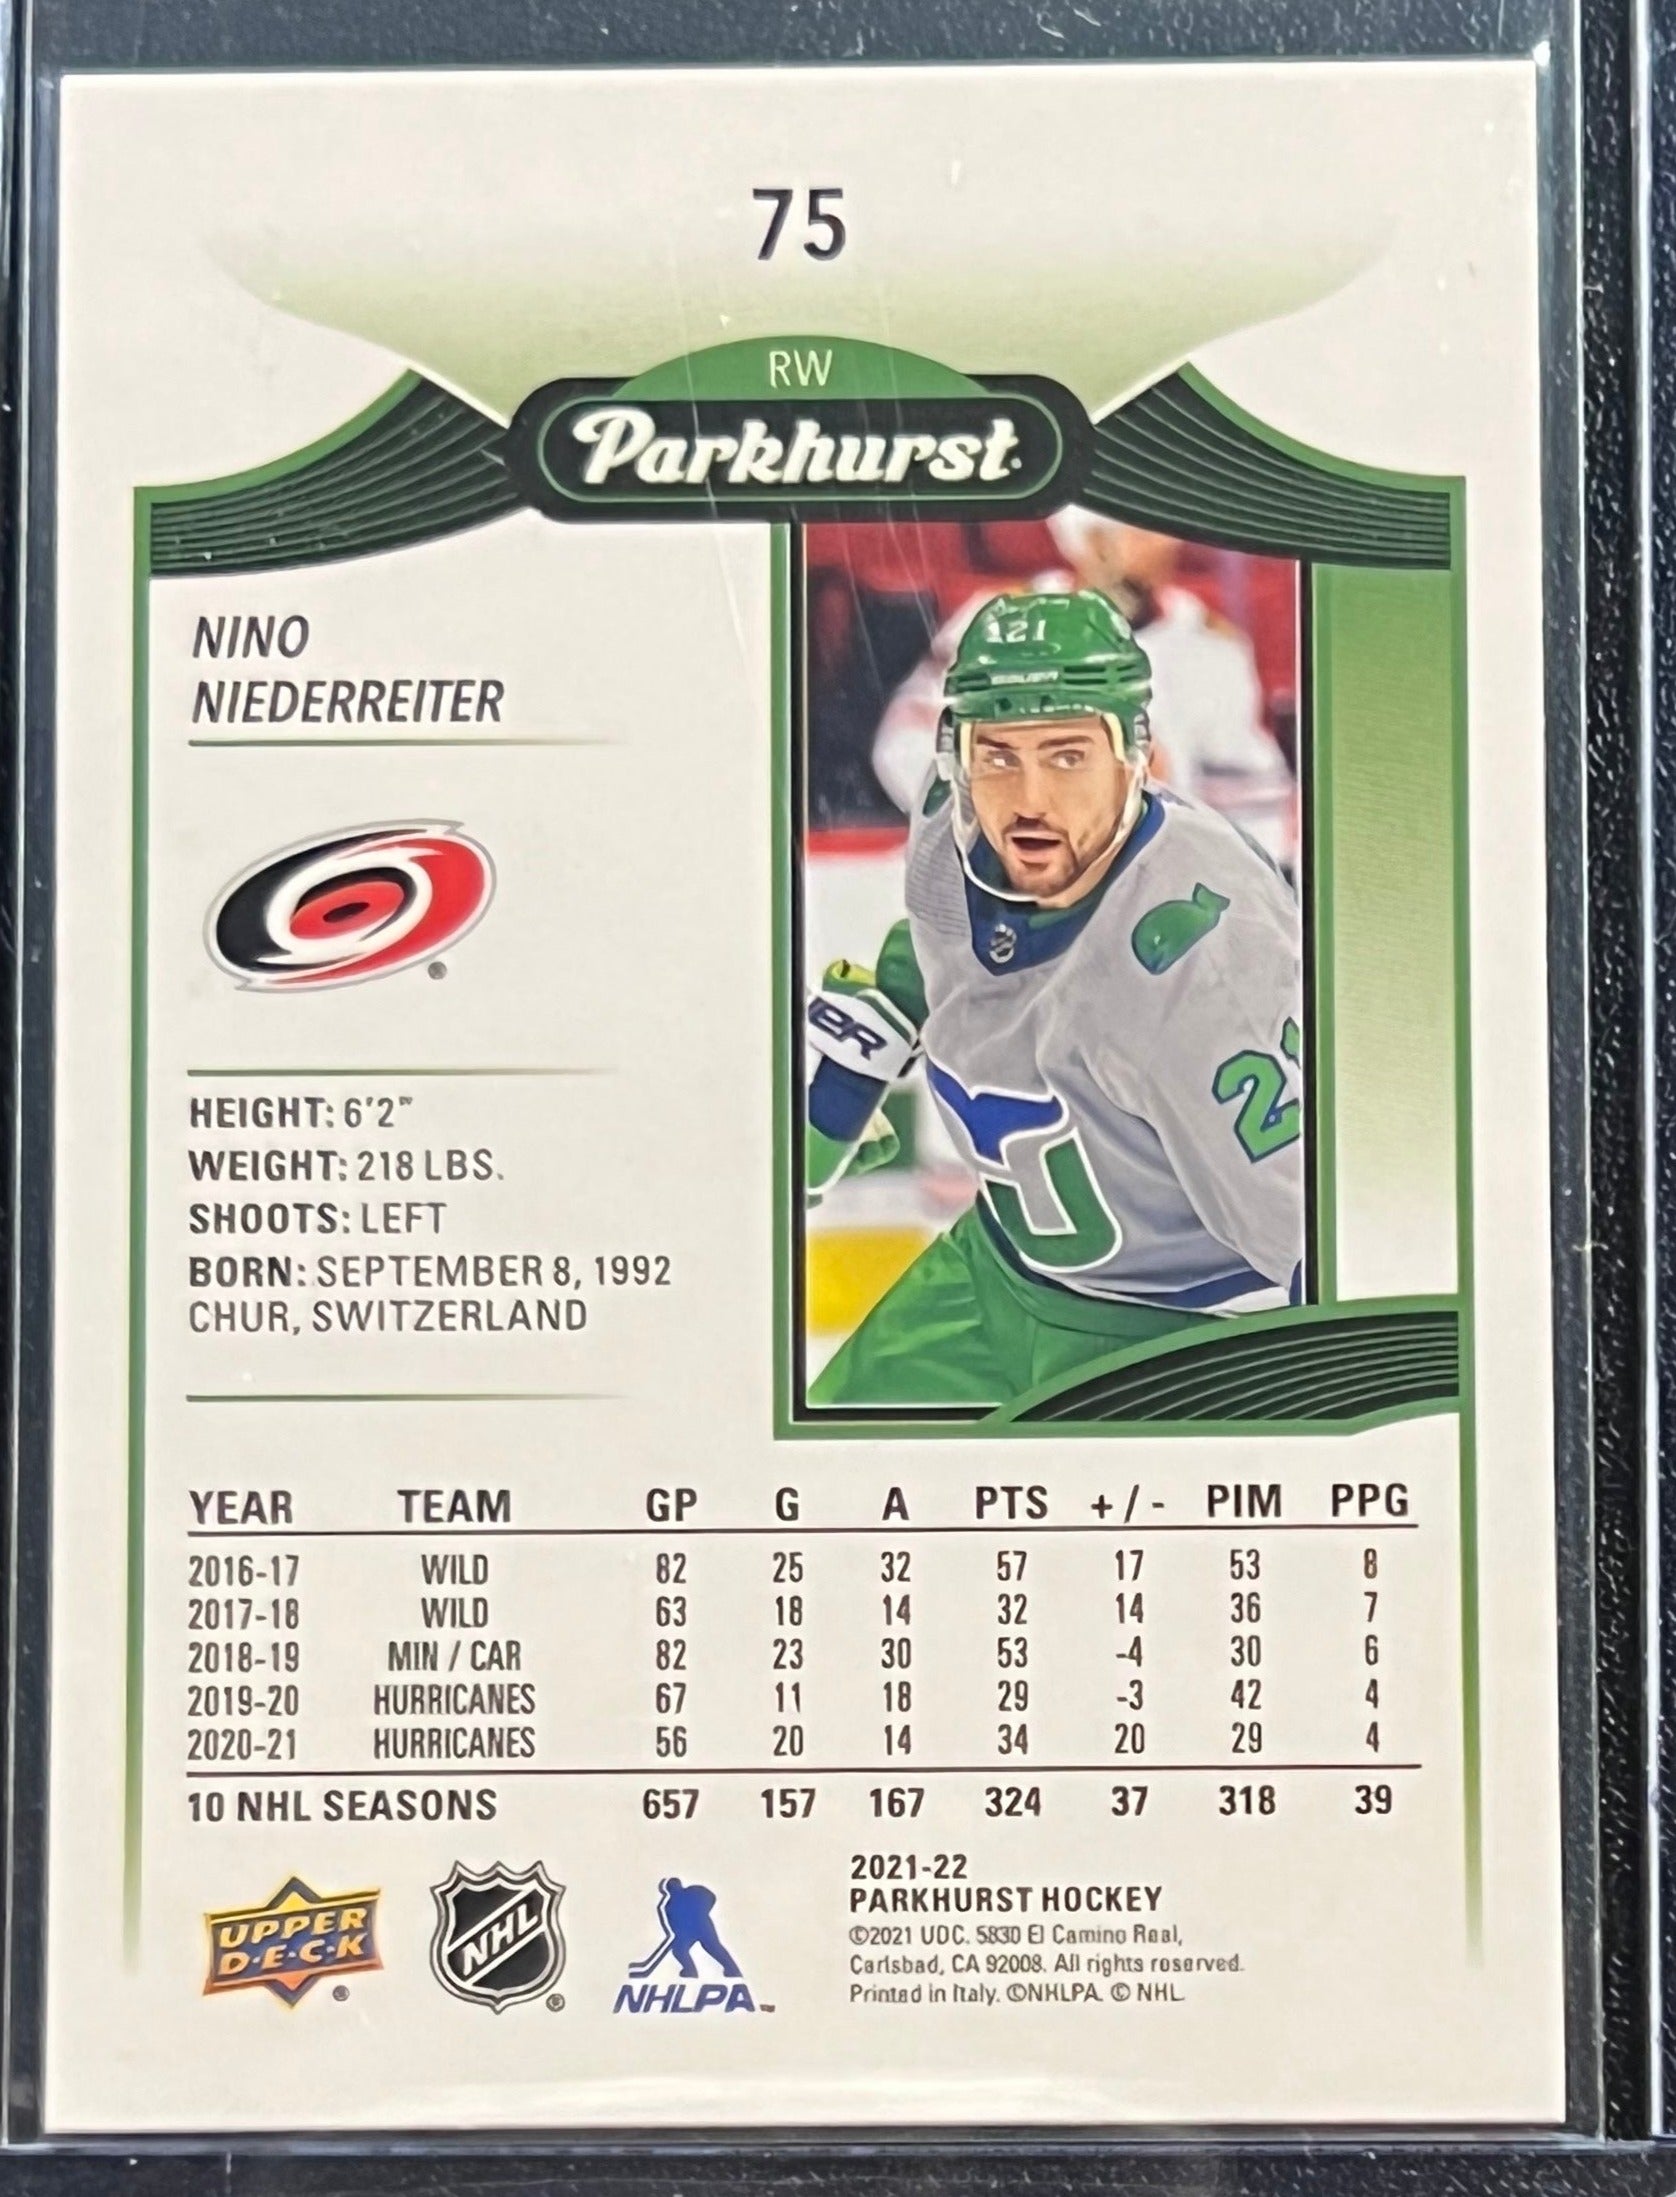 75
RW
Parkhurst
NINO
NIEDERREITER
121
BAUER
2
HEIGHT: 6'2"
WEIGHT: 218 LBS.
SHOOTS: LEFT
BORN: SEPTEMBER 8, 1992
CHUR, SWITZERLAND
YEAR TEAM GP G A PTS +/- PIM PPG
2016-17 WILD 82 25 32 57 17 53 8
2017-18 WILD 63 18 14 32 14 36 7
2018-19 MIN / CAR 82 23 30 53 -4 30 6
2019-20 HURRICANES 67 11 18 29 -3 42 4
2020-21 HURRICANES 56 20 14 34 20 29 4
10 NHL SEASONS 657 157 167 324 37 318 39
UPPER
D·E·C·K ®
NHL ®
NHLPA™
2021-22
PARKHURST HOCKEY
©2021 UDC. 5830 El Camino Real,
Carlsbad, CA 92008. All rights reserved.
Printed in Italy. ©NHLPA. © NHL